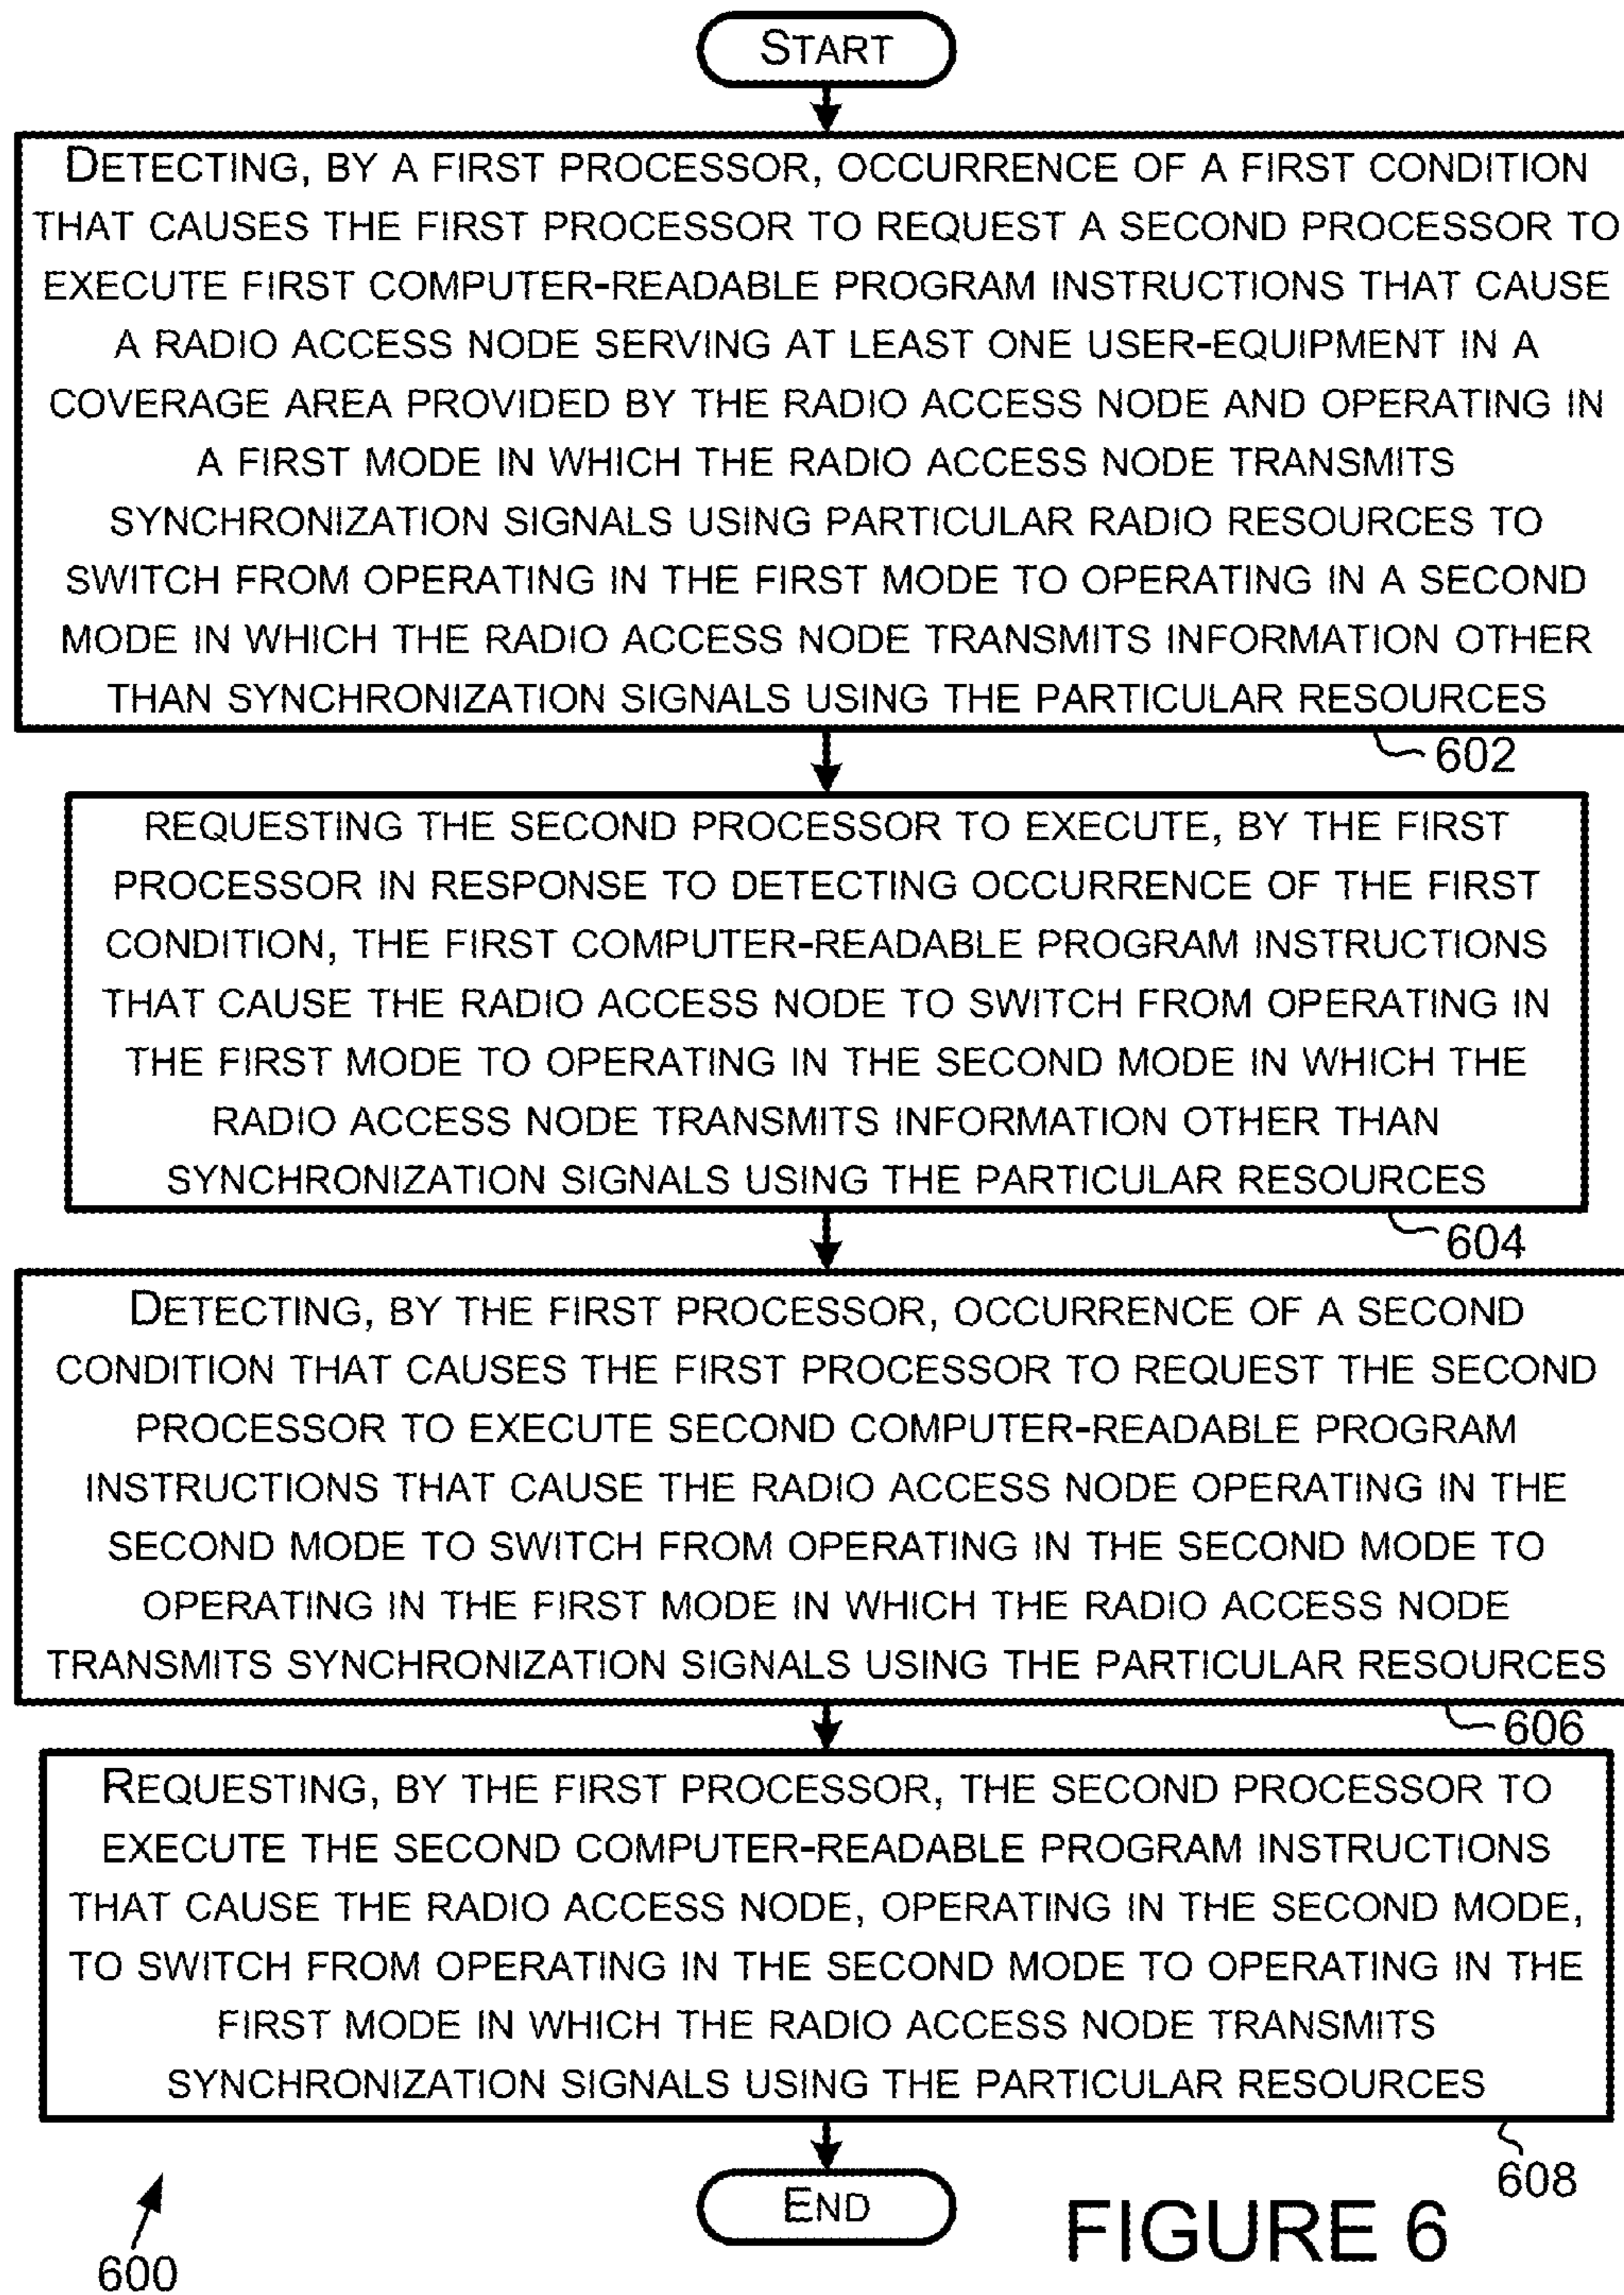 START
DETECTING, BY A FIRST PROCESSOR, OCCURRENCE OF A FIRST CONDITION
THAT CAUSES THE FIRST PROCESSOR TO REQUEST A SECOND PROCESSOR TO
EXECUTE FIRST COMPUTER-READABLE PROGRAM INSTRUCTIONS THAT CAUSE
A RADIO ACCESS NODE SERVING AT LEAST ONE USER-EQUIPMENT IN A
COVERAGE AREA PROVIDED BY THE RADIO ACCESS NODE AND OPERATING IN
A FIRST MODE IN WHICH THE RADIO ACCESS NODE TRANSMITS
SYNCHRONIZATION SIGNALS USING PARTICULAR RADIO RESOURCES TO
SWITCH FROM OPERATING IN THE FIRST MODE TO OPERATING IN A SECOND
MODE IN WHICH THE RADIO ACCESS NODE TRANSMITS INFORMATION OTHER
THAN SYNCHRONIZATION SIGNALS USING THE PARTICULAR RESOURCES
602
REQUESTING THE SECOND PROCESSOR TO EXECUTE, BY THE FIRST
PROCESSOR IN RESPONSE TO DETECTING OCCURRENCE OF THE FIRST
CONDITION, THE FIRST COMPUTER-READABLE PROGRAM INSTRUCTIONS
THAT CAUSE THE RADIO ACCESS NODE TO SWITCH FROM OPERATING IN
THE FIRST MODE TO OPERATING IN THE SECOND MODE IN WHICH THE
RADIO ACCESS NODE TRANSMITS INFORMATION OTHER THAN
SYNCHRONIZATION SIGNALS USING THE PARTICULAR RESOURCES
604
DETECTING, BY THE FIRST PROCESSOR, OCCURRENCE OF A SECOND
CONDITION THAT CAUSES THE FIRST PROCESSOR TO REQUEST THE SECOND
PROCESSOR TO EXECUTE SECOND COMPUTER-READABLE PROGRAM
INSTRUCTIONS THAT CAUSE THE RADIO ACCESS NODE OPERATING IN THE
SECOND MODE TO SWITCH FROM OPERATING IN THE SECOND MODE TO
OPERATING IN THE FIRST MODE IN WHICH THE RADIO ACCESS NODE
TRANSMITS SYNCHRONIZATION SIGNALS USING THE PARTICULAR RESOURCES
606
REQUESTING, BY THE FIRST PROCESSOR, THE SECOND PROCESSOR TO
EXECUTE THE SECOND COMPUTER-READABLE PROGRAM INSTRUCTIONS
THAT CAUSE THE RADIO ACCESS NODE, OPERATING IN THE SECOND MODE,
TO SWITCH FROM OPERATING IN THE SECOND MODE TO OPERATING IN THE
FIRST MODE IN WHICH THE RADIO ACCESS NODE TRANSMITS
SYNCHRONIZATION SIGNALS USING THE PARTICULAR RESOURCES
608
END
FIGURE 6
600